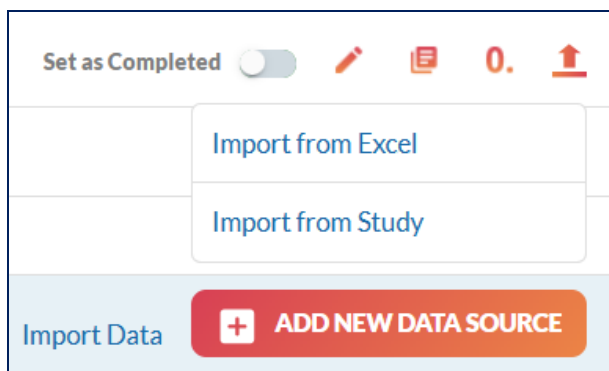 Set as Completed 0.
Import from Excel
Import from Study
Import Data ADD NEW DATA SOURCE